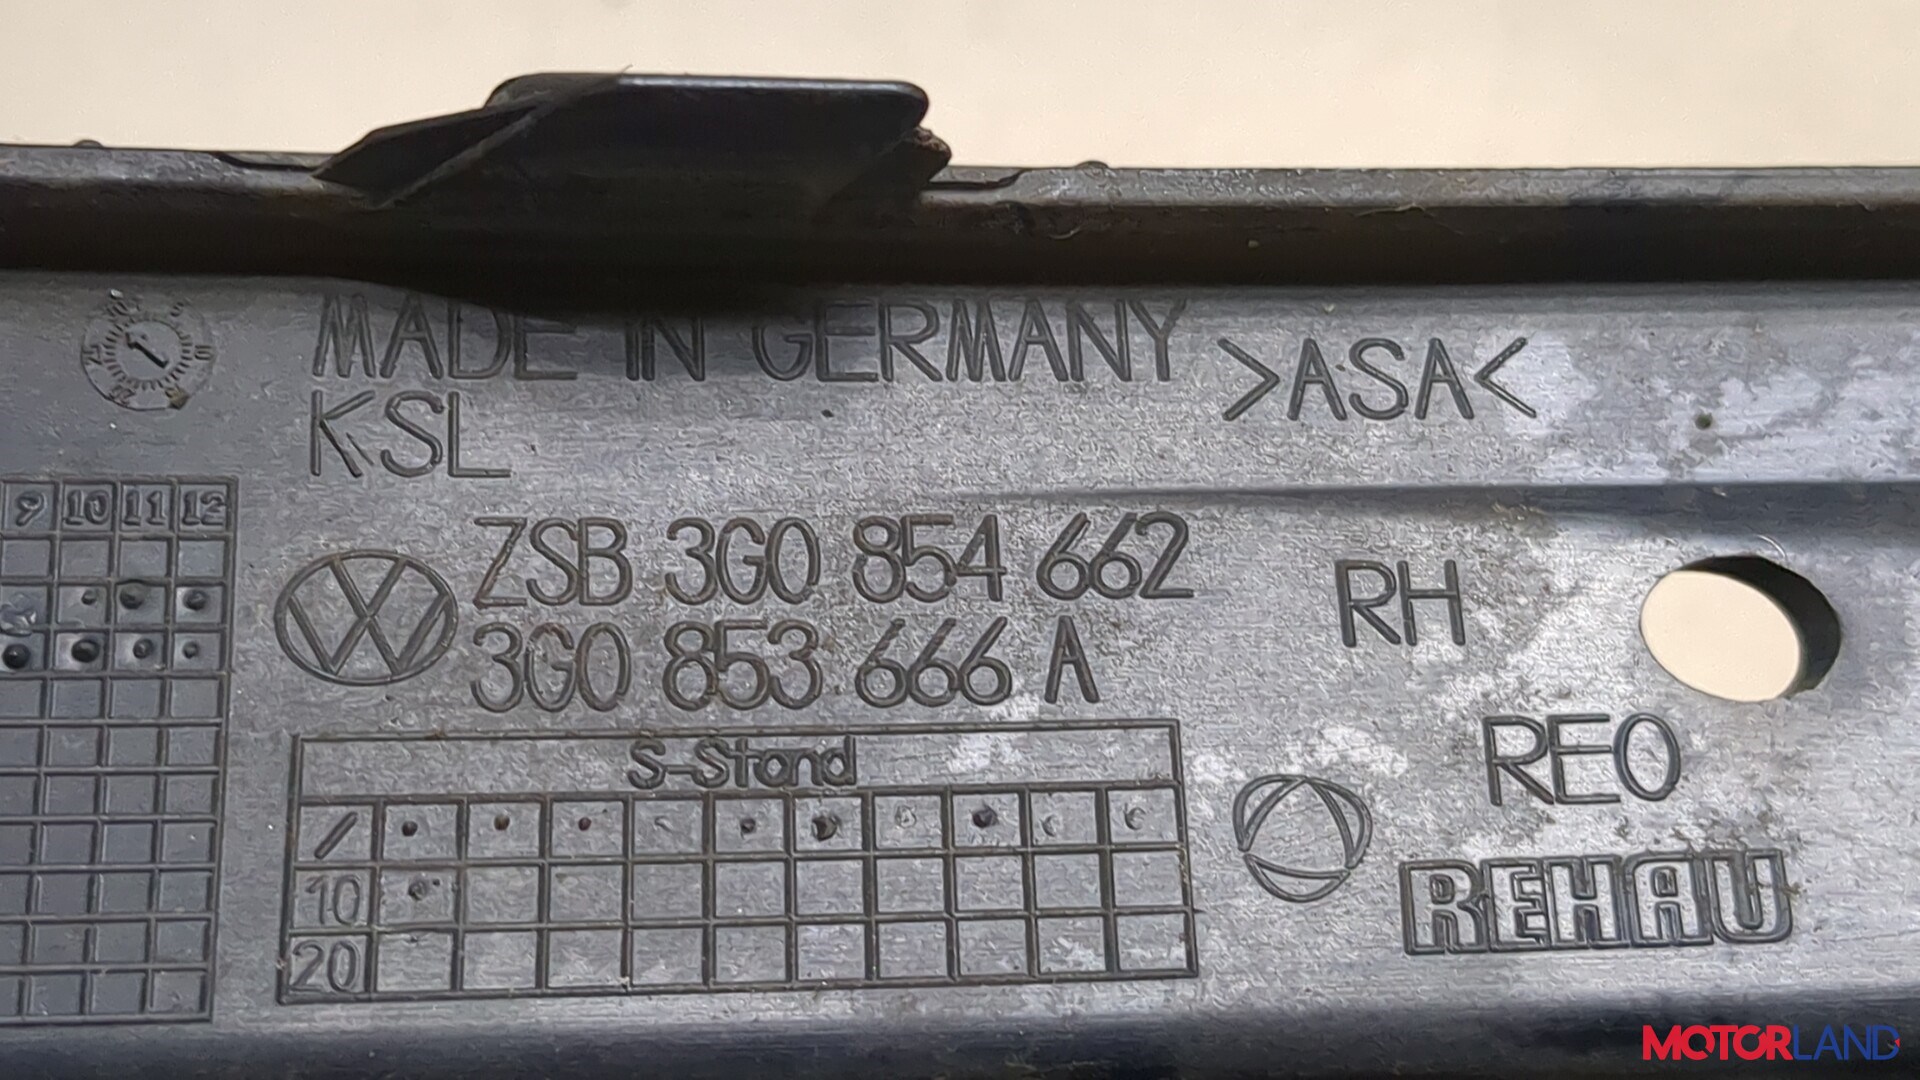 MADE IN GERMANY
>ASA<
KSL
9 10 11 12
ZSB 3G0 854 662
3G0 853 666 A
RH
S-Stand
10
20
RE0
REHAU
MOTORLAND